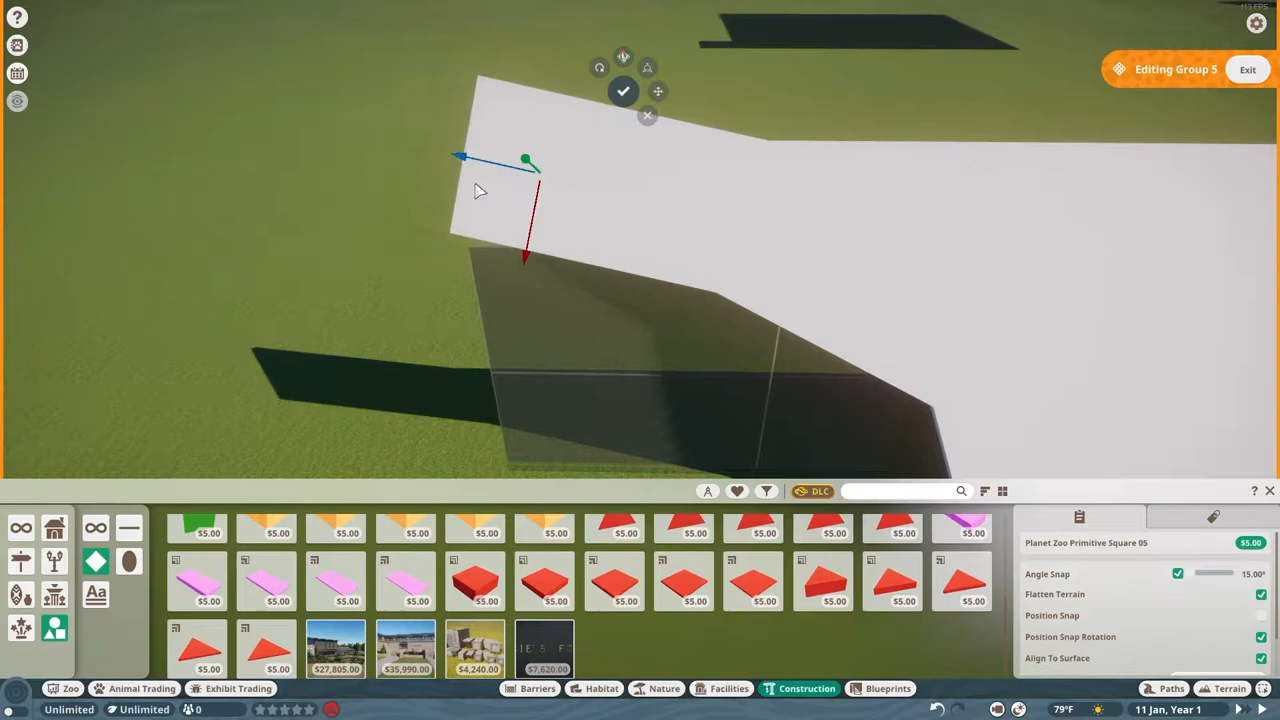 113 FPS
Editing Group 5 Exit
DLC
Planet Zoo Primitive Square 05 $5.00
Angle Snap 15.00°
Flatten Terrain
Position Snap
Position Snap Rotation
Align To Surface
Aa
$5.00 $5.00 $5.00 $5.00 $5.00 $5.00 $5.00 $5.00 $5.00 $5.00 $5.00 $5.00
$5.00 $5.00 $5.00 $5.00 $5.00 $5.00 $5.00 $5.00 $5.00 $5.00 $5.00 $5.00
$5.00 $5.00 $27,805.00 $35,990.00 $4,240.00 $7,620.00
Zoo Animal Trading Exhibit Trading Barriers Habitat Nature Facilities Construction Blueprints Paths Terrain
Unlimited Unlimited 0 79°F 11 Jan, Year 1